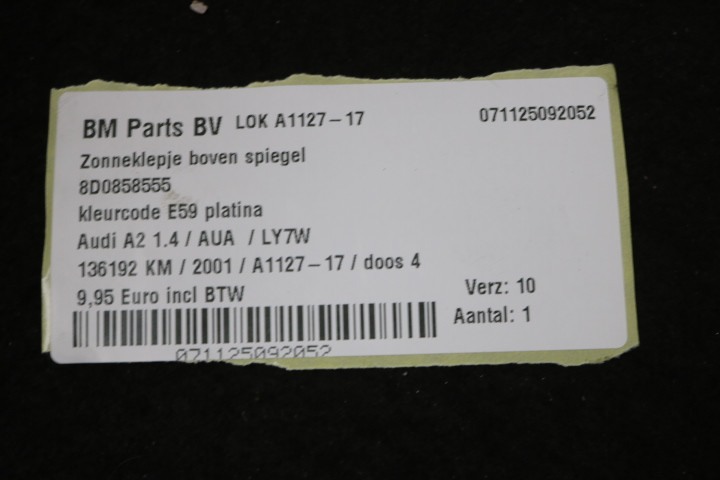 BM Parts BV LOK A1127-17 071125092052
Zonneklepje boven spiegel
8D0858555
kleurcode E59 platina
Audi A2 1.4 / AUA / LY7W
136192 KM / 2001 / A1127-17 / doos 4
9,95 Euro incl BTW Verz: 10
Aantal: 1
071125092052